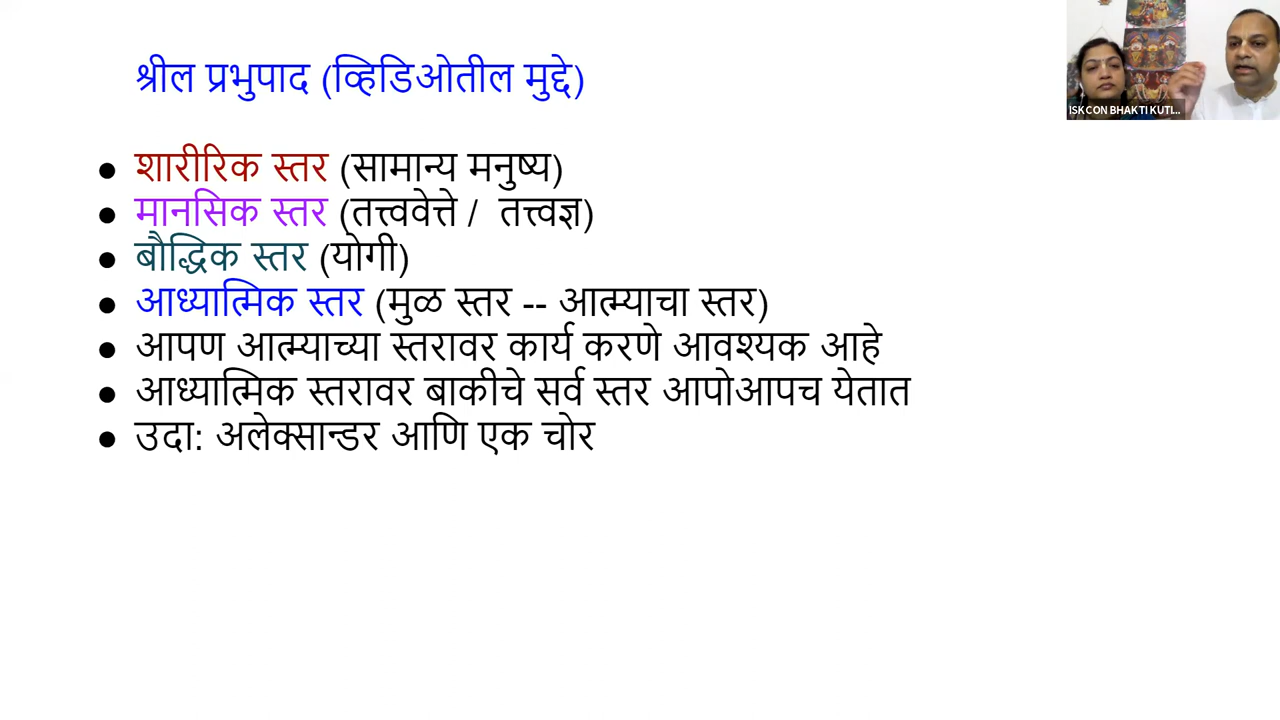 श्रील प्रभुपाद (व्हिडिओतील मुद्दे)
● शारीरिक स्तर (सामान्य मनुष्य)
● मानसिक स्तर (तत्त्ववेत्ते / तत्त्वज्ञ)
● बौद्धिक स्तर (योगी)
● आध्यात्मिक स्तर (मुळ स्तर -- आत्म्याचा स्तर)
● आपण आत्म्याच्या स्तरावर कार्य करणे आवश्यक आहे
● आध्यात्मिक स्तरावर बाकीचे सर्व स्तर आपोआपच येतात
● उदा: अलेक्सान्डर आणि एक चोर
ISKCON BHAKTI KUTI...